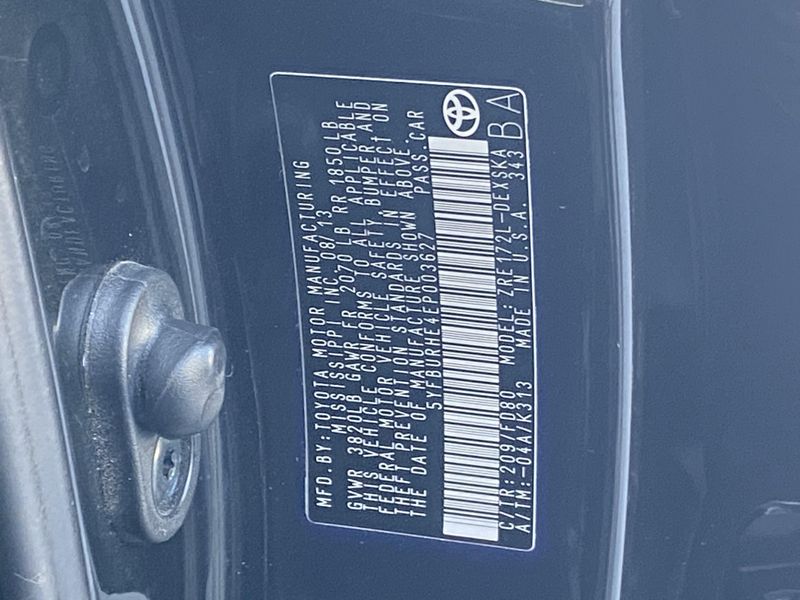 MFD.BY:TOYOTA MOTOR MANUFACTURING
MISSISSIPPI INC. 08/13
GVWR 3820LB GAWR FR 2070LB RR 1850LB
THIS VEHICLE CONFORMS TO ALL APPLICABLE
FEDERAL MOTOR VEHICLE SAFETY, BUMPER AND
THEFT PREVENTION STANDARDS IN EFFECT ON
THE DATE OF MANUFACTURE SHOWN ABOVE.
5YFBURHE4EP003627 PASS.CAR
C/TR:209/FD80 MODEL:ZRE172L-DEXSKA
A/TM:-04A/K313 MADE IN U.S.A. 343
BA